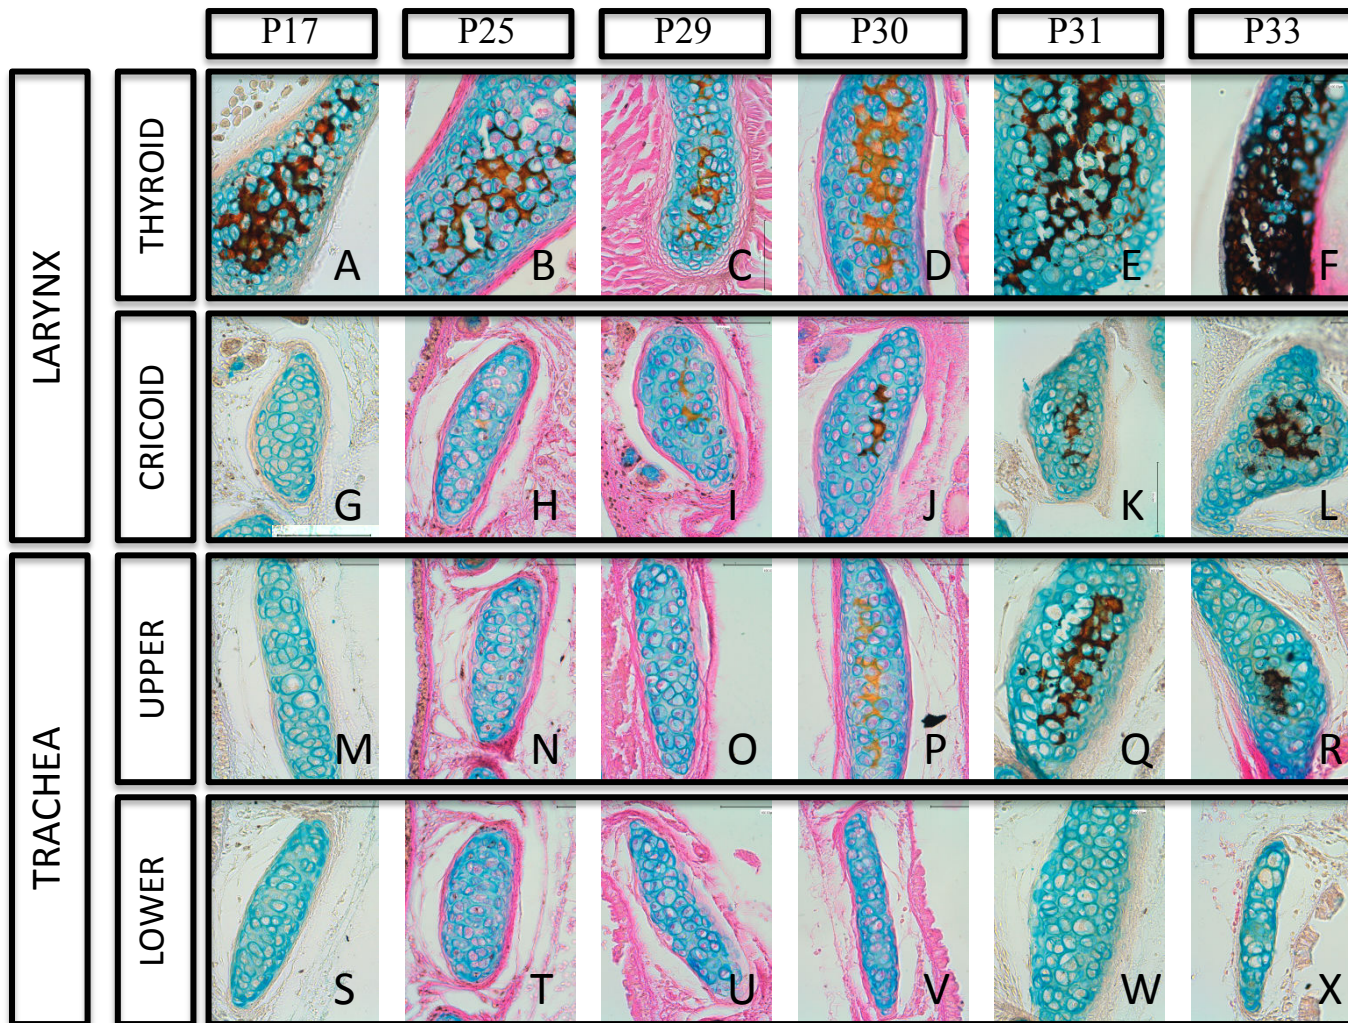 P17 P25 P29 P30 P31 P33
LARYNX
THYROID
A B C D E F
CRICOID
G H I J K L
TRACHEA
UPPER
M N O P Q R
LOWER
S T U V W X